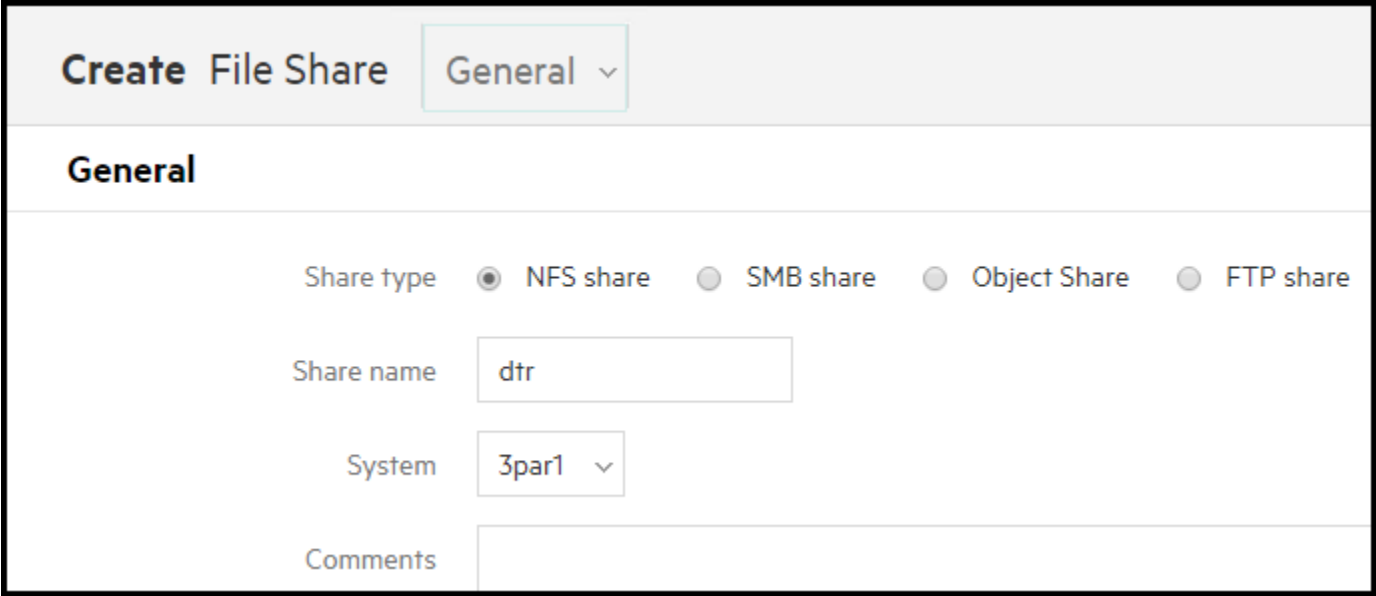 Create File Share General
General
Share type NFS share SMB share Object Share FTP share
Share name dtr
System 3par1
Comments